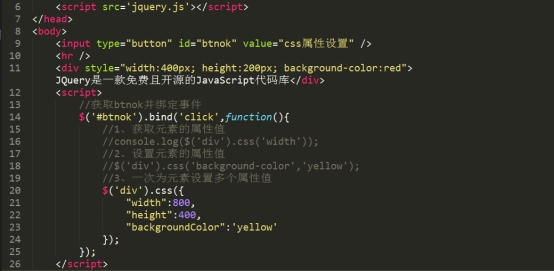 6 <script src='jquery.js'></script>
7 </head>
8 <body>
9 <input type="button" id="btnok" value="css属性设置" />
10 <hr />
11 <div style="width:400px; height:200px; background-color:red">
JQuery是一款免费且开源的JavaScript代码库</div>
12 <script>
13 //获取btnok并绑定事件
14 $('#btnok').bind('click',function(){
15 //1、获取元素的属性值
16 //console.log($('div').css('width'));
17 //2、设置元素的属性值
18 //$('div').css('background-color','yellow');
19 //3、一次为元素设置多个属性值
20 $('div').css({
21 "width":800,
22 "height":400,
23 "backgroundColor":'yellow'
24 });
25 });
26 </script>